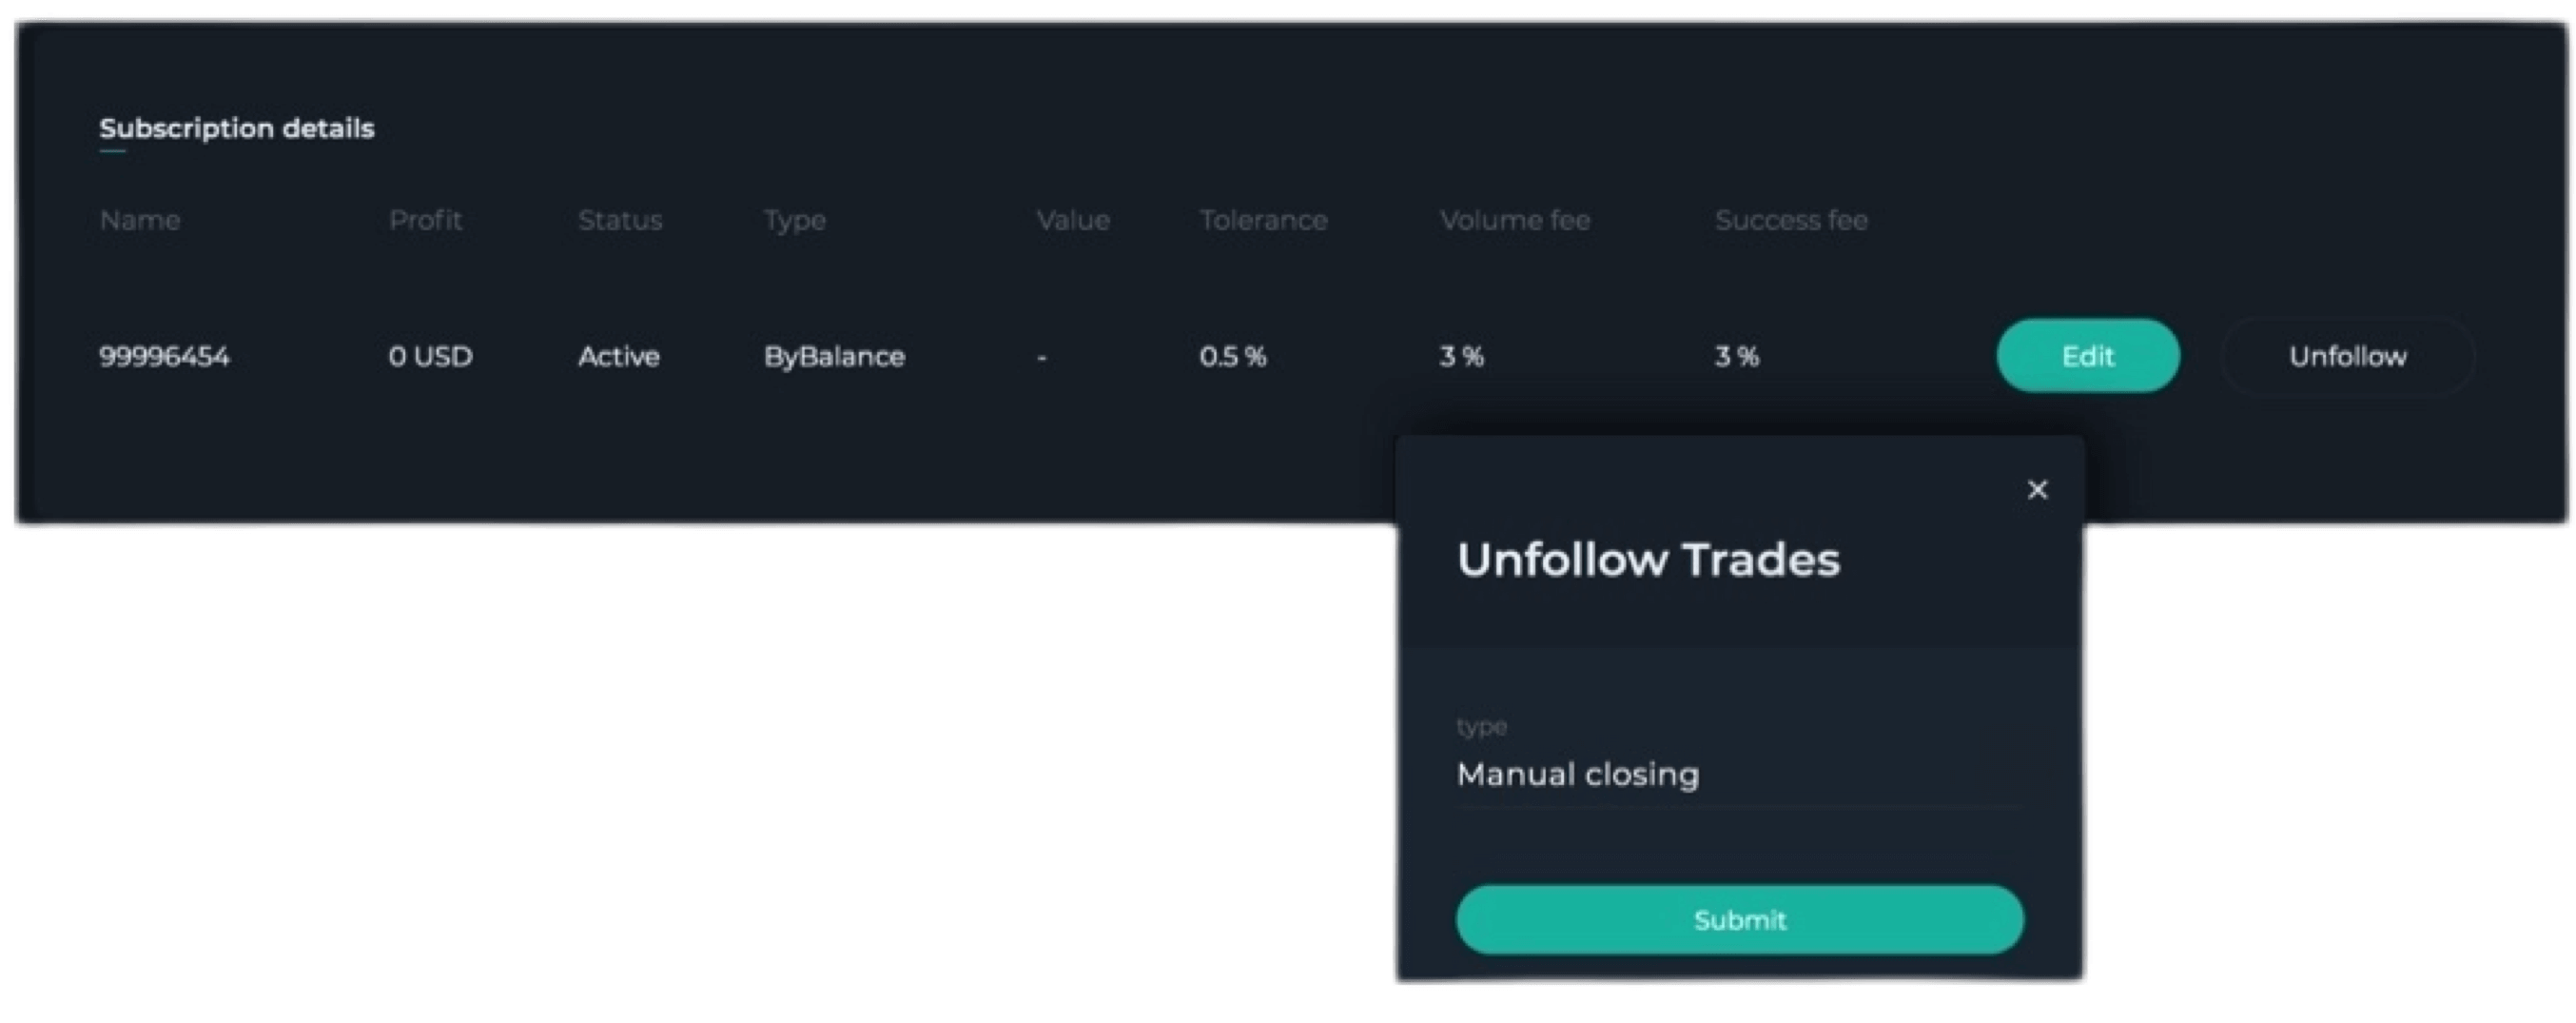 Subscription details
Name Profit Status Type Value Tolerance Volume fee Success fee
99996454 0 USD Active ByBalance - 0.5 % 3 % 3 % Edit Unfollow
Unfollow Trades
type
Manual closing
Submit